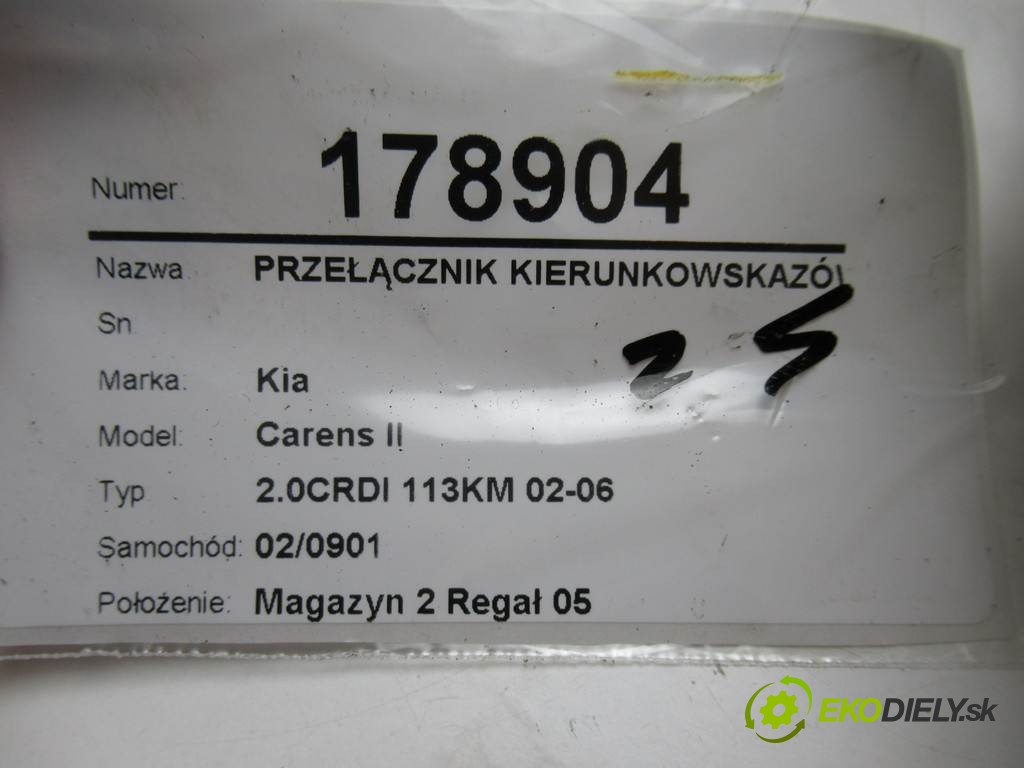 Numer: 178904
Nazwa PRZEŁĄCZNIK KIERUNKOWSKAZÓ
Sn
25
Marka: Kia
Model: Carens II
Typ 2.0CRDI 113KM 02-06
Samochód: 02/0901
Położenie: Magazyn 2 Regał 05
EKODIELY.sk